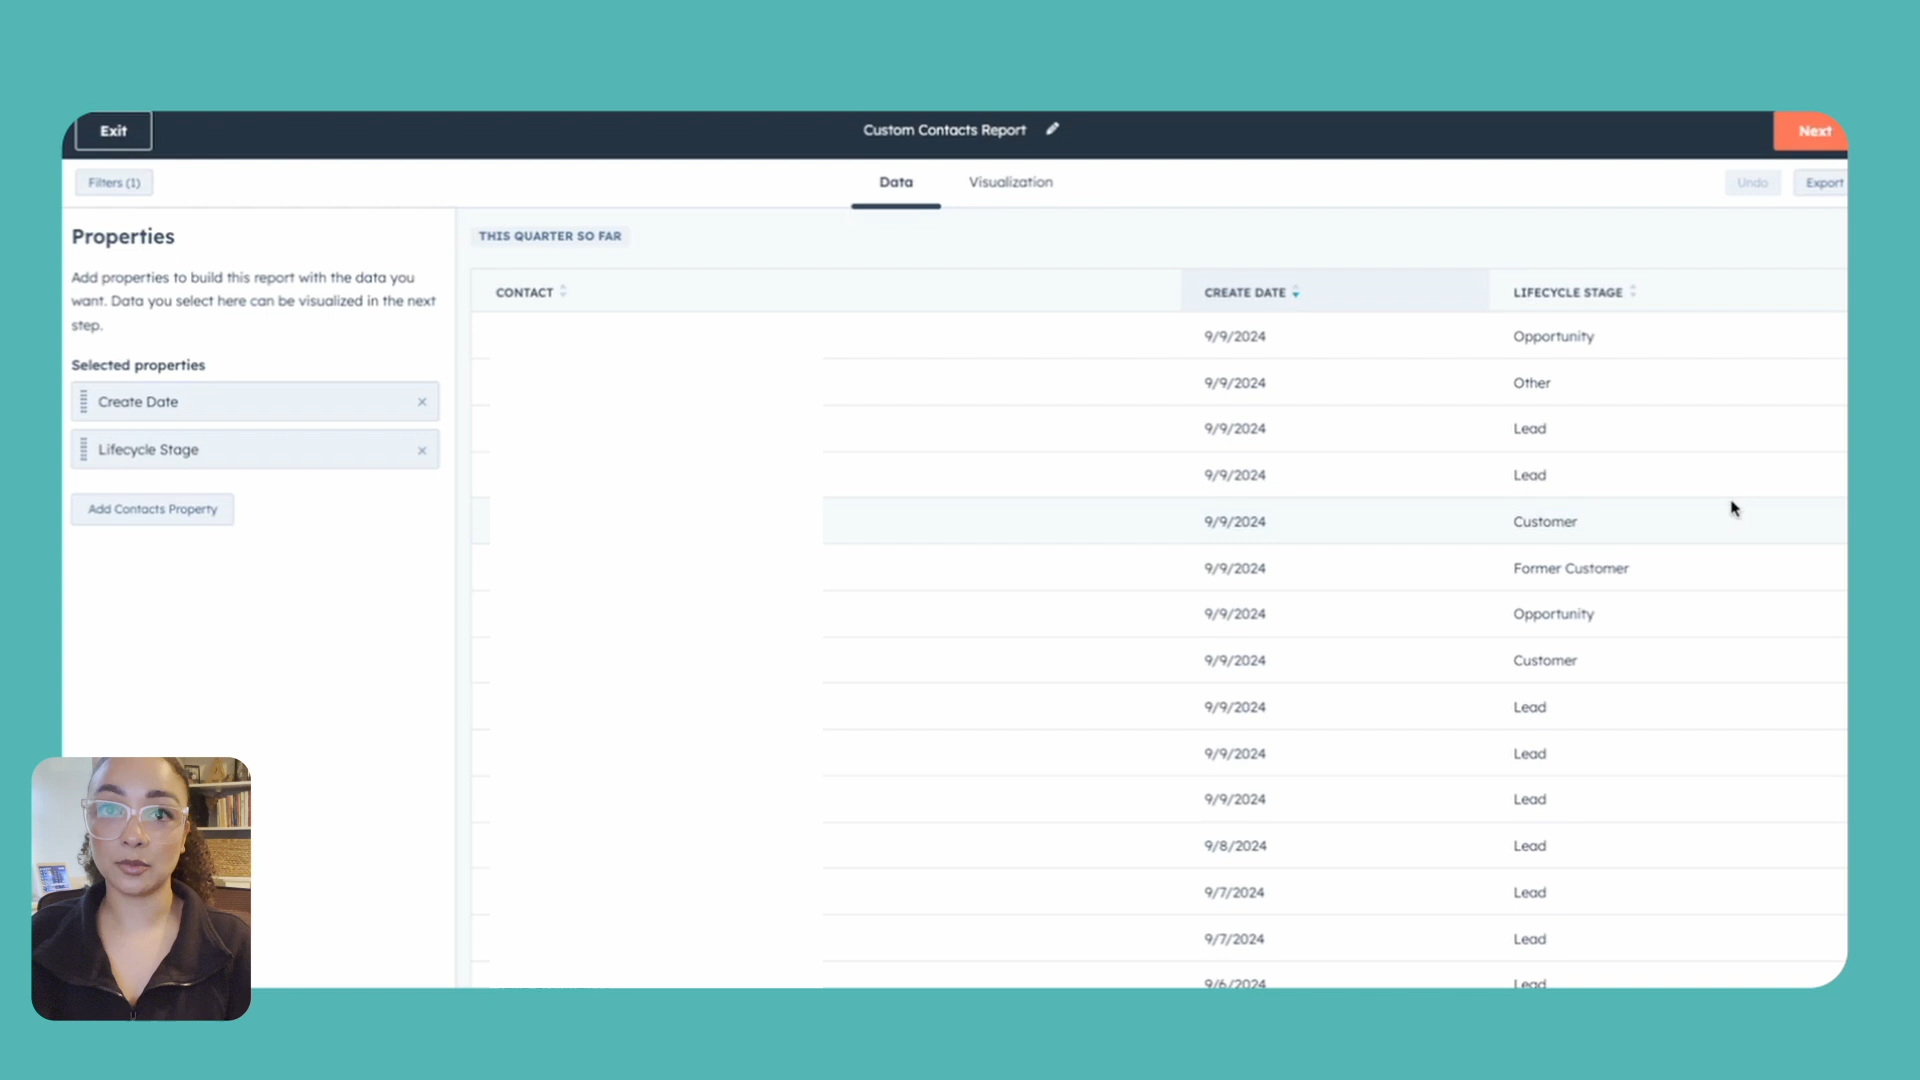 Exit
Custom Contacts Report
Next
Filters (1)
Data
Visualization
Undo
Export
Properties
Add properties to build this report with the data you
want. Data you select here can be visualized in the next
step.
Selected properties
Create Date
Lifecycle Stage
Add Contacts Property
THIS QUARTER SO FAR
CONTACT CREATE DATE LIFECYCLE STAGE
9/9/2024 Opportunity
9/9/2024 Other
9/9/2024 Lead
9/9/2024 Lead
9/9/2024 Customer
9/9/2024 Former Customer
9/9/2024 Opportunity
9/9/2024 Customer
9/9/2024 Lead
9/9/2024 Lead
9/9/2024 Lead
9/8/2024 Lead
9/7/2024 Lead
9/7/2024 Lead
9/6/2024 Lead